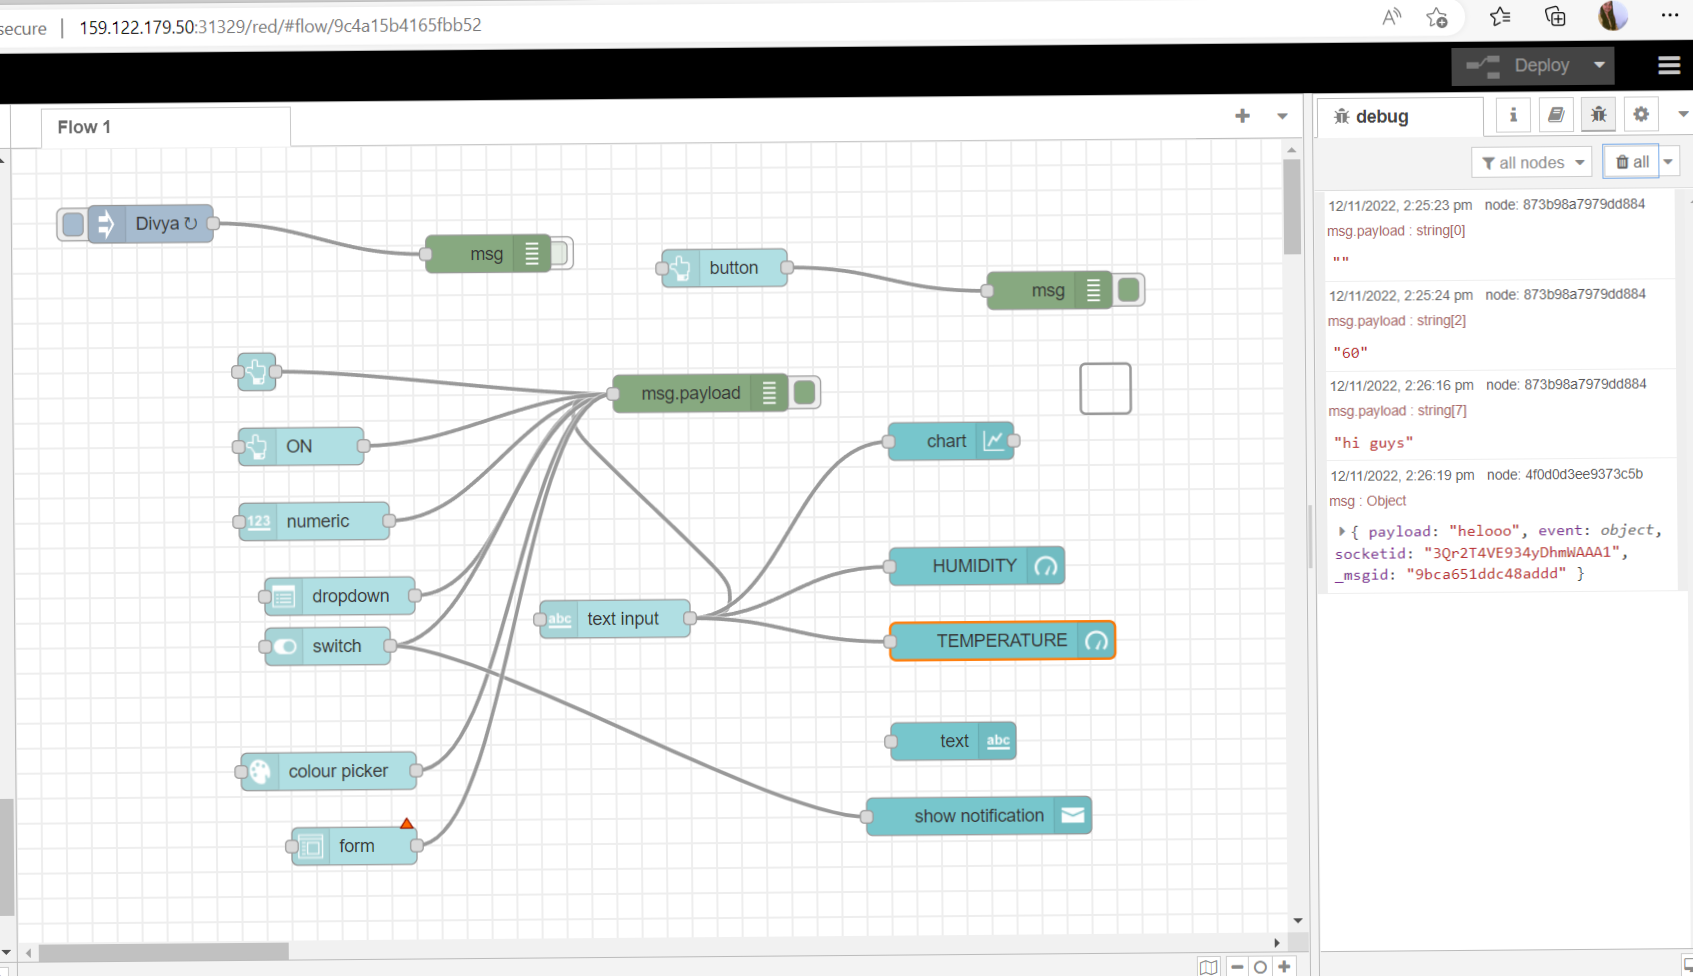 secure | 159.122.179.50:31329/red/#flow/9c4a15b4165fbb52
Deploy
Flow 1
debug
all nodes
all
Divya ↻
msg
button
msg
msg.payload
ON
chart
123 numeric
HUMIDITY
dropdown
abc text input
switch
TEMPERATURE
text abc
colour picker
show notification
form
12/11/2022, 2:25:23 pm node: 873b98a7979dd884
msg.payload : string[0]
""
12/11/2022, 2:25:24 pm node: 873b98a7979dd884
msg.payload : string[2]
"60"
12/11/2022, 2:26:16 pm node: 873b98a7979dd884
msg.payload : string[7]
"hi guys"
12/11/2022, 2:26:19 pm node: 4f0d0d3ee9373c5b
msg : Object
{ payload: "helooo", event: object,
socketid: "3Qr2T4VE934yDhmWAAA1",
_msgid: "9bca651ddc48addd" }